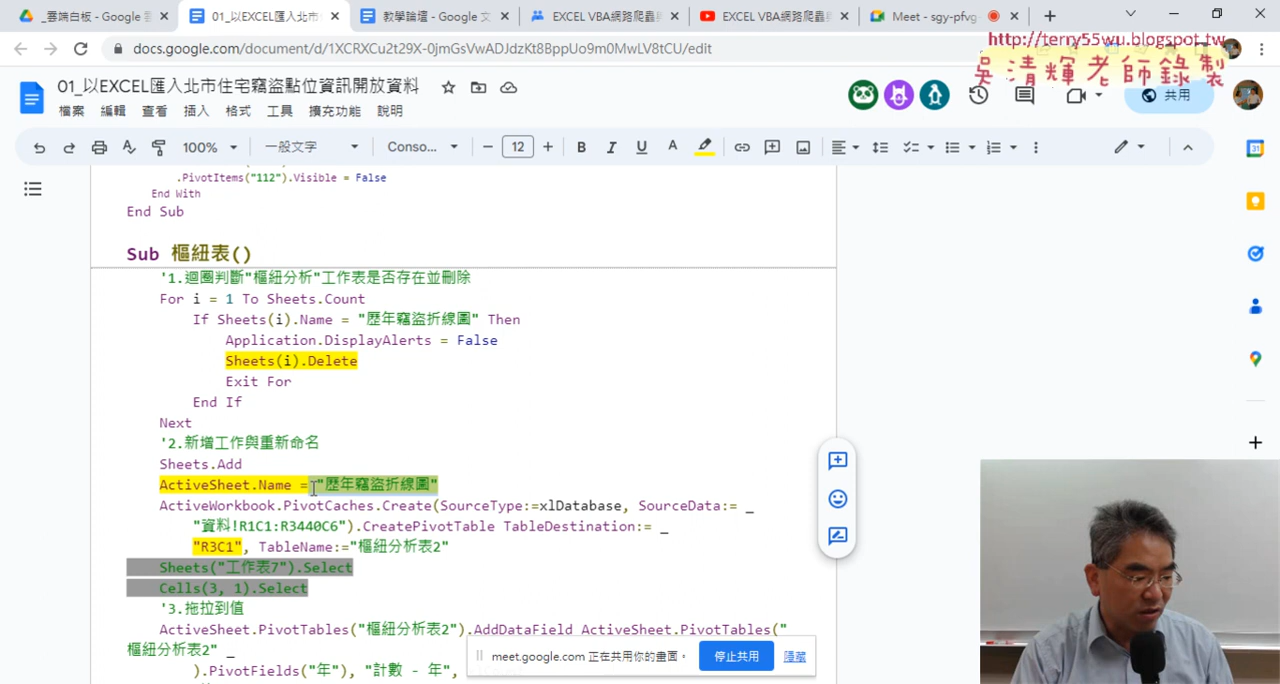 _雲端白板 - Google 雲
01_以EXCEL匯入北市
教學論壇 - Google 文
EXCEL VBA網路爬蟲
EXCEL VBA網路爬蟲
Meet - sgy-pfvg
docs.google.com/document/d/1XCRXCu2t29X-0jmGsVwADJdzKt8BppUo9m0MwLV8tCU/edit
http://terry55wu.blogspot.tw
吳清輝老師錄製
01_以EXCEL匯入北市住宅竊盜點位資訊開放資料
檔案 編輯 查看 插入 格式 工具 擴充功能 說明
共用
100% 一般文字 Conso... 12
.PivotItems("112").Visible = False
End With
End Sub
Sub 樞紐表()
'1.迴圈判斷"樞紐分析"工作表是否存在並刪除
For i = 1 To Sheets.Count
If Sheets(i).Name = "歷年竊盜折線圖" Then
Application.DisplayAlerts = False
Sheets(i).Delete
Exit For
End If
Next
'2.新增工作與重新命名
Sheets.Add
ActiveSheet.Name = "歷年竊盜折線圖"
ActiveWorkbook.PivotCaches.Create(SourceType:=xlDatabase, SourceData:= _
"資料!R1C1:R3440C6").CreatePivotTable TableDestination:= _
"R3C1", TableName:="樞紐分析表2"
Sheets("工作表7").Select
Cells(3, 1).Select
'3.拖拉到值
ActiveSheet.PivotTables("樞紐分析表2").AddDataField ActiveSheet.PivotTables("
樞紐分析表2" _
).PivotFields("年"), "計數 - 年",
meet.google.com 正在共用你的畫面。
停止共用
隱藏